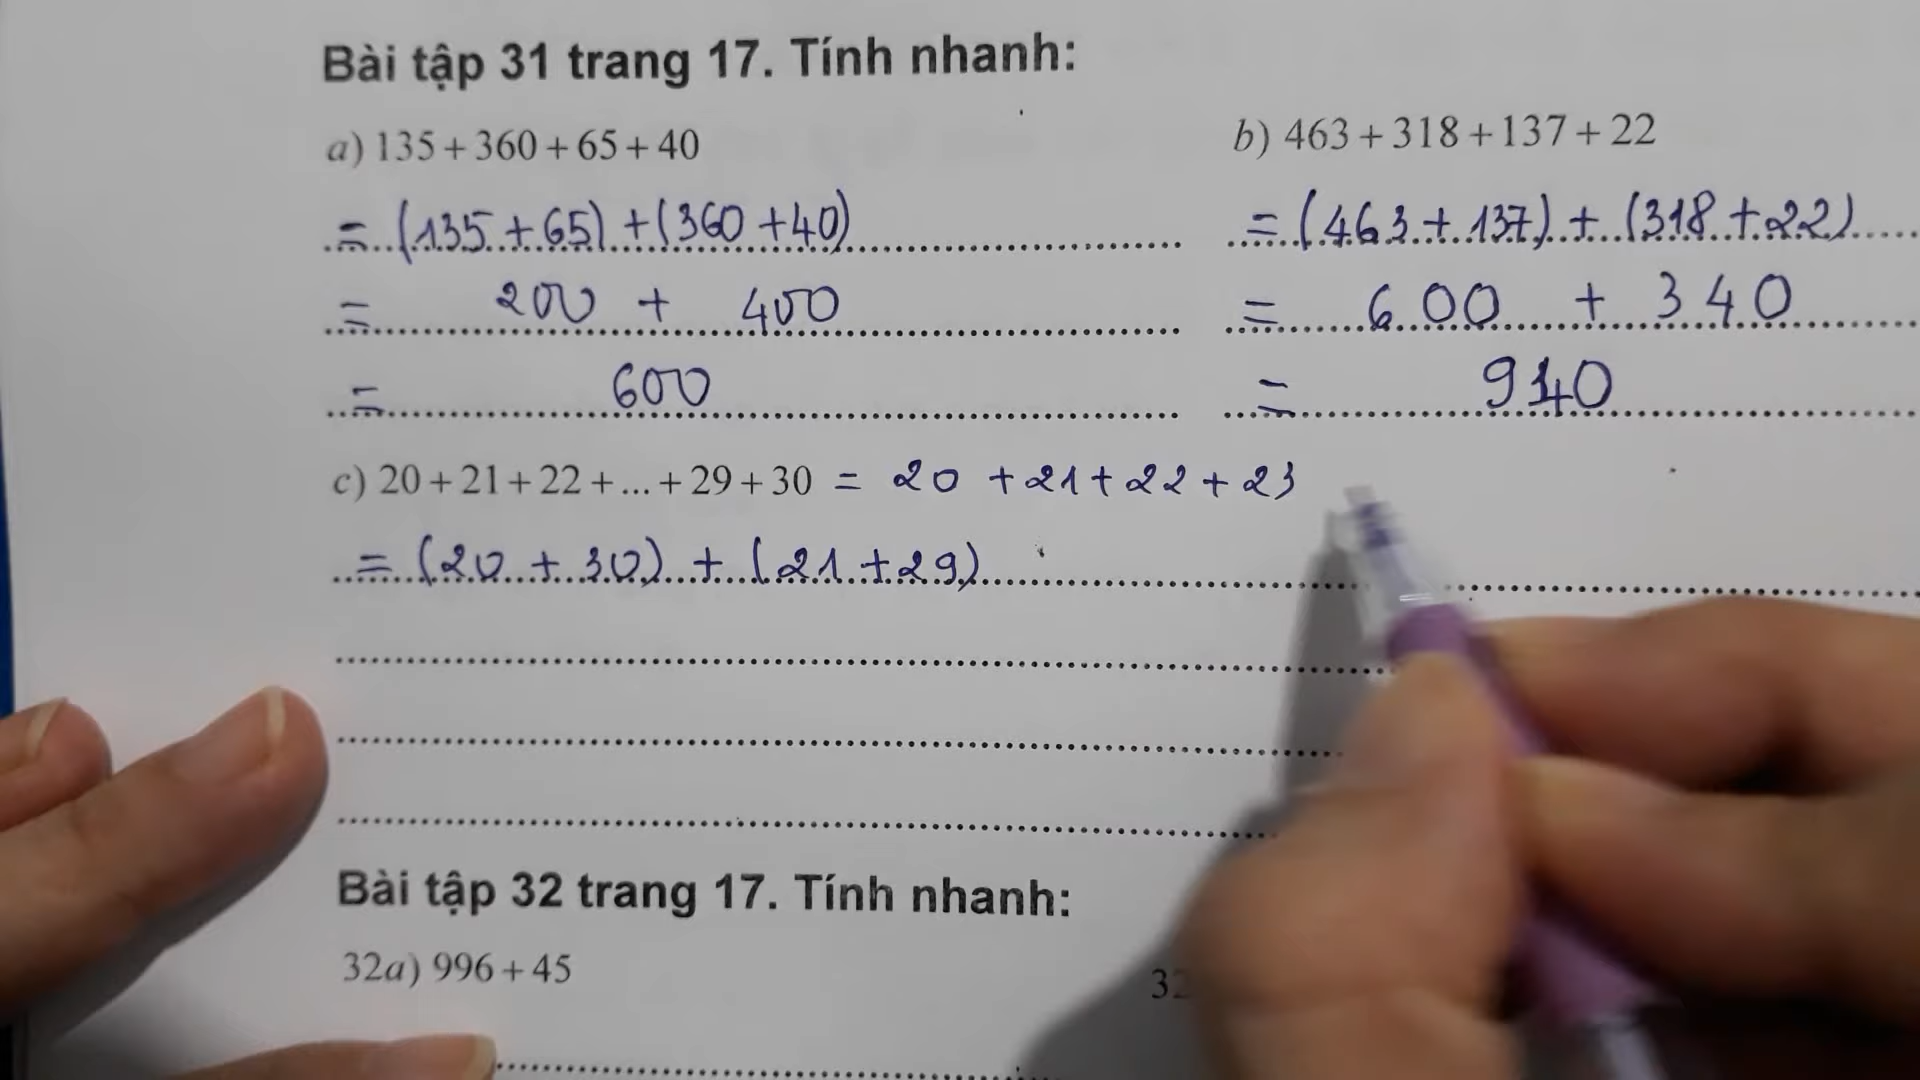 Bài tập 31 trang 17. Tính nhanh:
a) 135 + 360 + 65 + 40
= (135 + 65) + (360 + 40)
= 200 + 400
= 600
b) 463 + 318 + 137 + 22
= (463 + 137) + (318 + 22)
= 600 + 340
= 940
c) 20 + 21 + 22 + ... + 29 + 30 = 20 + 21 + 22 + 23
= (20 + 30) + (21 + 29)
Bài tập 32 trang 17. Tính nhanh:
32a) 996 + 45